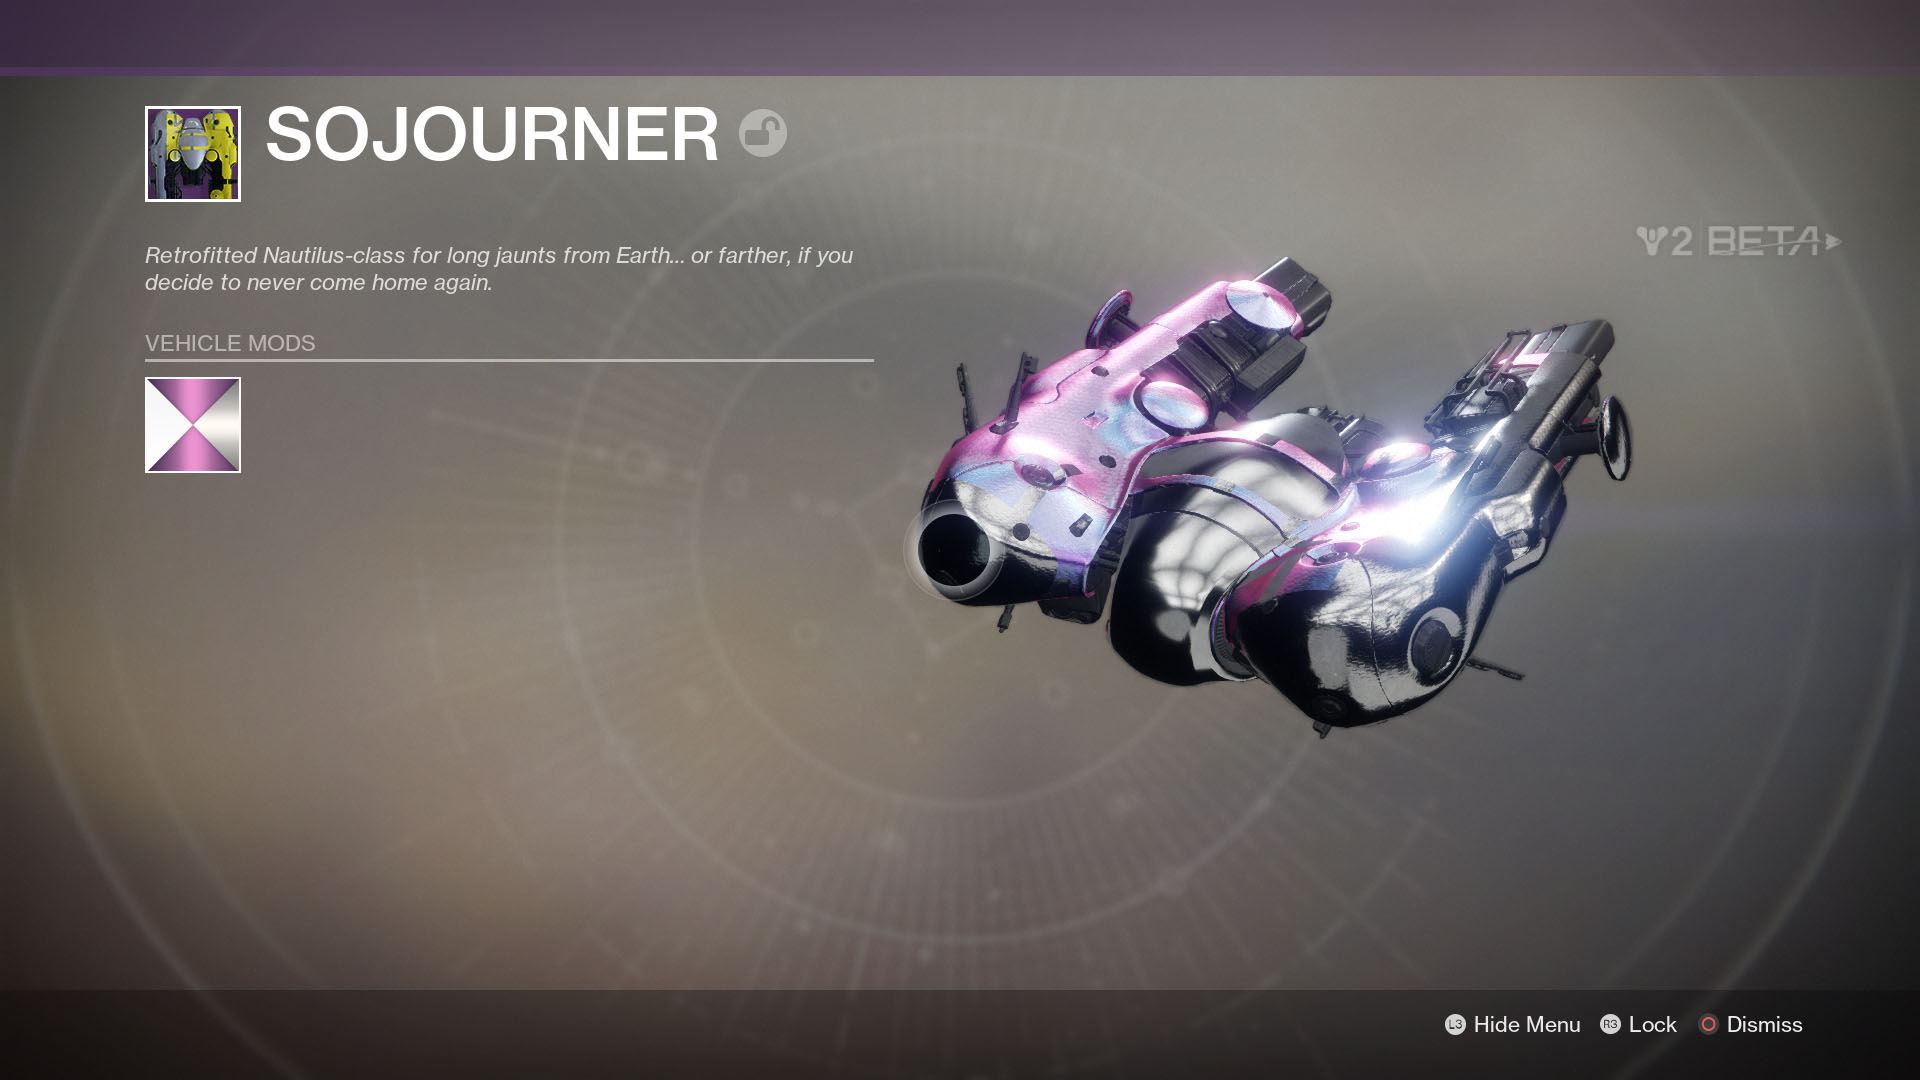 SOJOURNER
Retrofitted Nautilus-class for long jaunts from Earth... or farther, if you
decide to never come home again.
VEHICLE MODS
2 BETA
L3 Hide Menu R3 Lock Dismiss